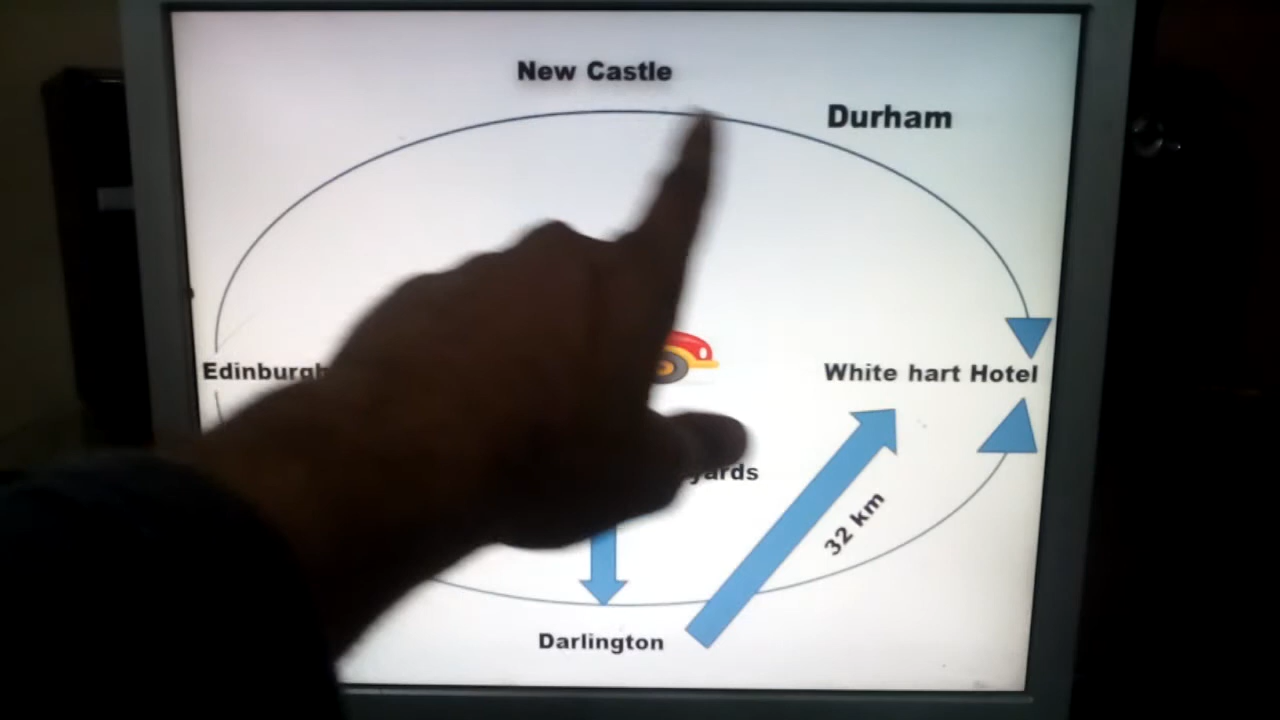 New Castle
Durham
Edinburgh
White hart Hotel
yards
32 km
Darlington